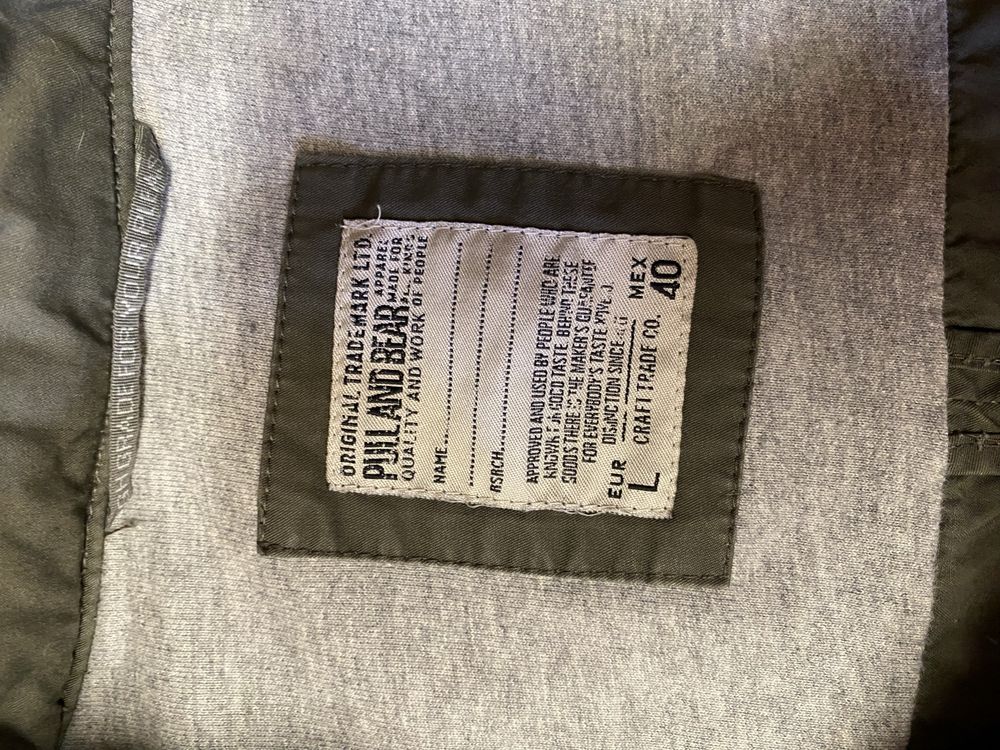 ORIGINAL TRADEMARK LTD.
PULL AND BEAR APPAREL
MADE FOR
ALL KINDS
QUALITY AND WORK OF PEOPLE
NAME
RSRCH
APPROVED AND USED BY PEOPLE WHO ARE
KNOWN FOR GOOD TASTE BEHIND THESE
GOODS THERE IS THE MAKER'S GUARANTEE
FOR EVERYBODY'S TASTE
DISTINCTION SINCE
EUR MEX
L CRAFT TRADE CO. 40